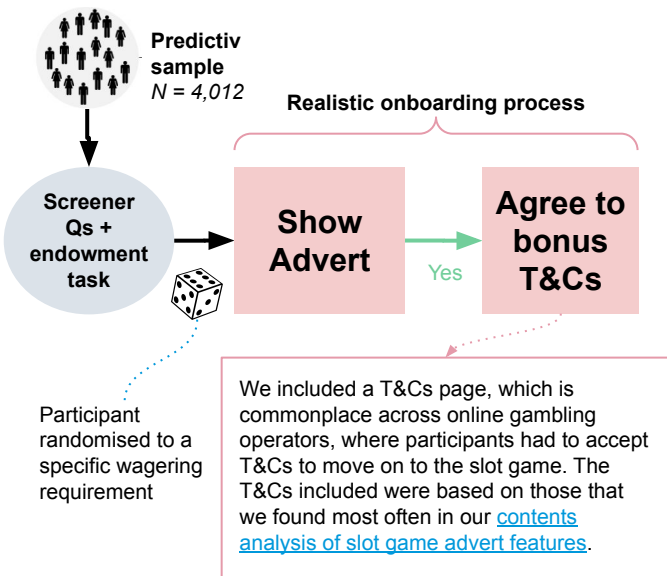 Predictiv
sample
N = 4,012
Realistic onboarding process
Screener
Qs +
endowment
task
Show
Advert
Yes
Agree to
bonus
T&Cs
Participant
randomised to a
specific wagering
requirement
We included a T&Cs page, which is
commonplace across online gambling
operators, where participants had to accept
T&Cs to move on to the slot game. The
T&Cs included were based on those that
we found most often in our contents
analysis of slot game advert features.